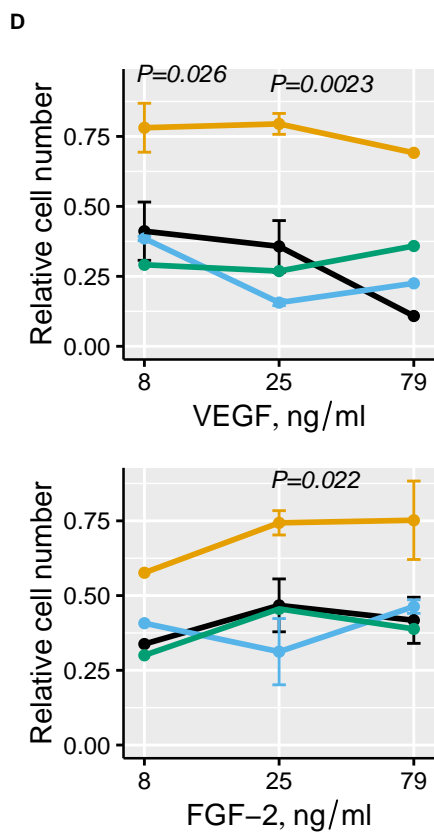 D
P=0.026
P=0.0023
Relative cell number
0.75
0.50
0.25
0.00
8
25
79
VEGF, ng/ml
P=0.022
Relative cell number
0.75
0.50
0.25
0.00
8
25
79
FGF−2, ng/ml